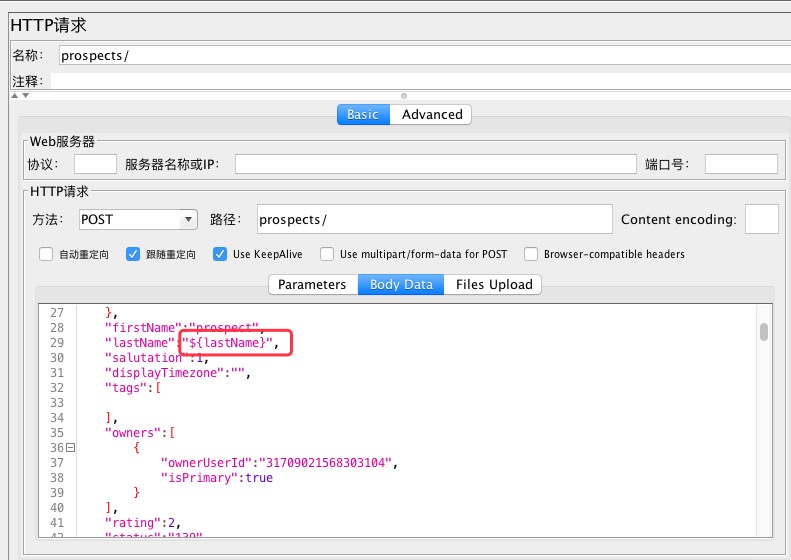 HTTP请求
名称： prospects/
注释：
Basic Advanced
Web服务器
协议： 服务器名称或IP： 端口号：
HTTP请求
方法： POST 路径： prospects/ Content encoding:
自动重定向 跟随重定向 Use KeepAlive Use multipart/form-data for POST Browser-compatible headers
Parameters Body Data Files Upload
27 },
28 "firstName":"prospect",
29 "lastName":"${lastName}",
30 "salutation":1,
31 "displayTimezone":"",
32 "tags":[
33
34 ],
35 "owners":[
36 {
37 "ownerUserId":"31709021568303104",
38 "isPrimary":true
39 }
40 ],
41 "rating":2,
42 "status":"139"